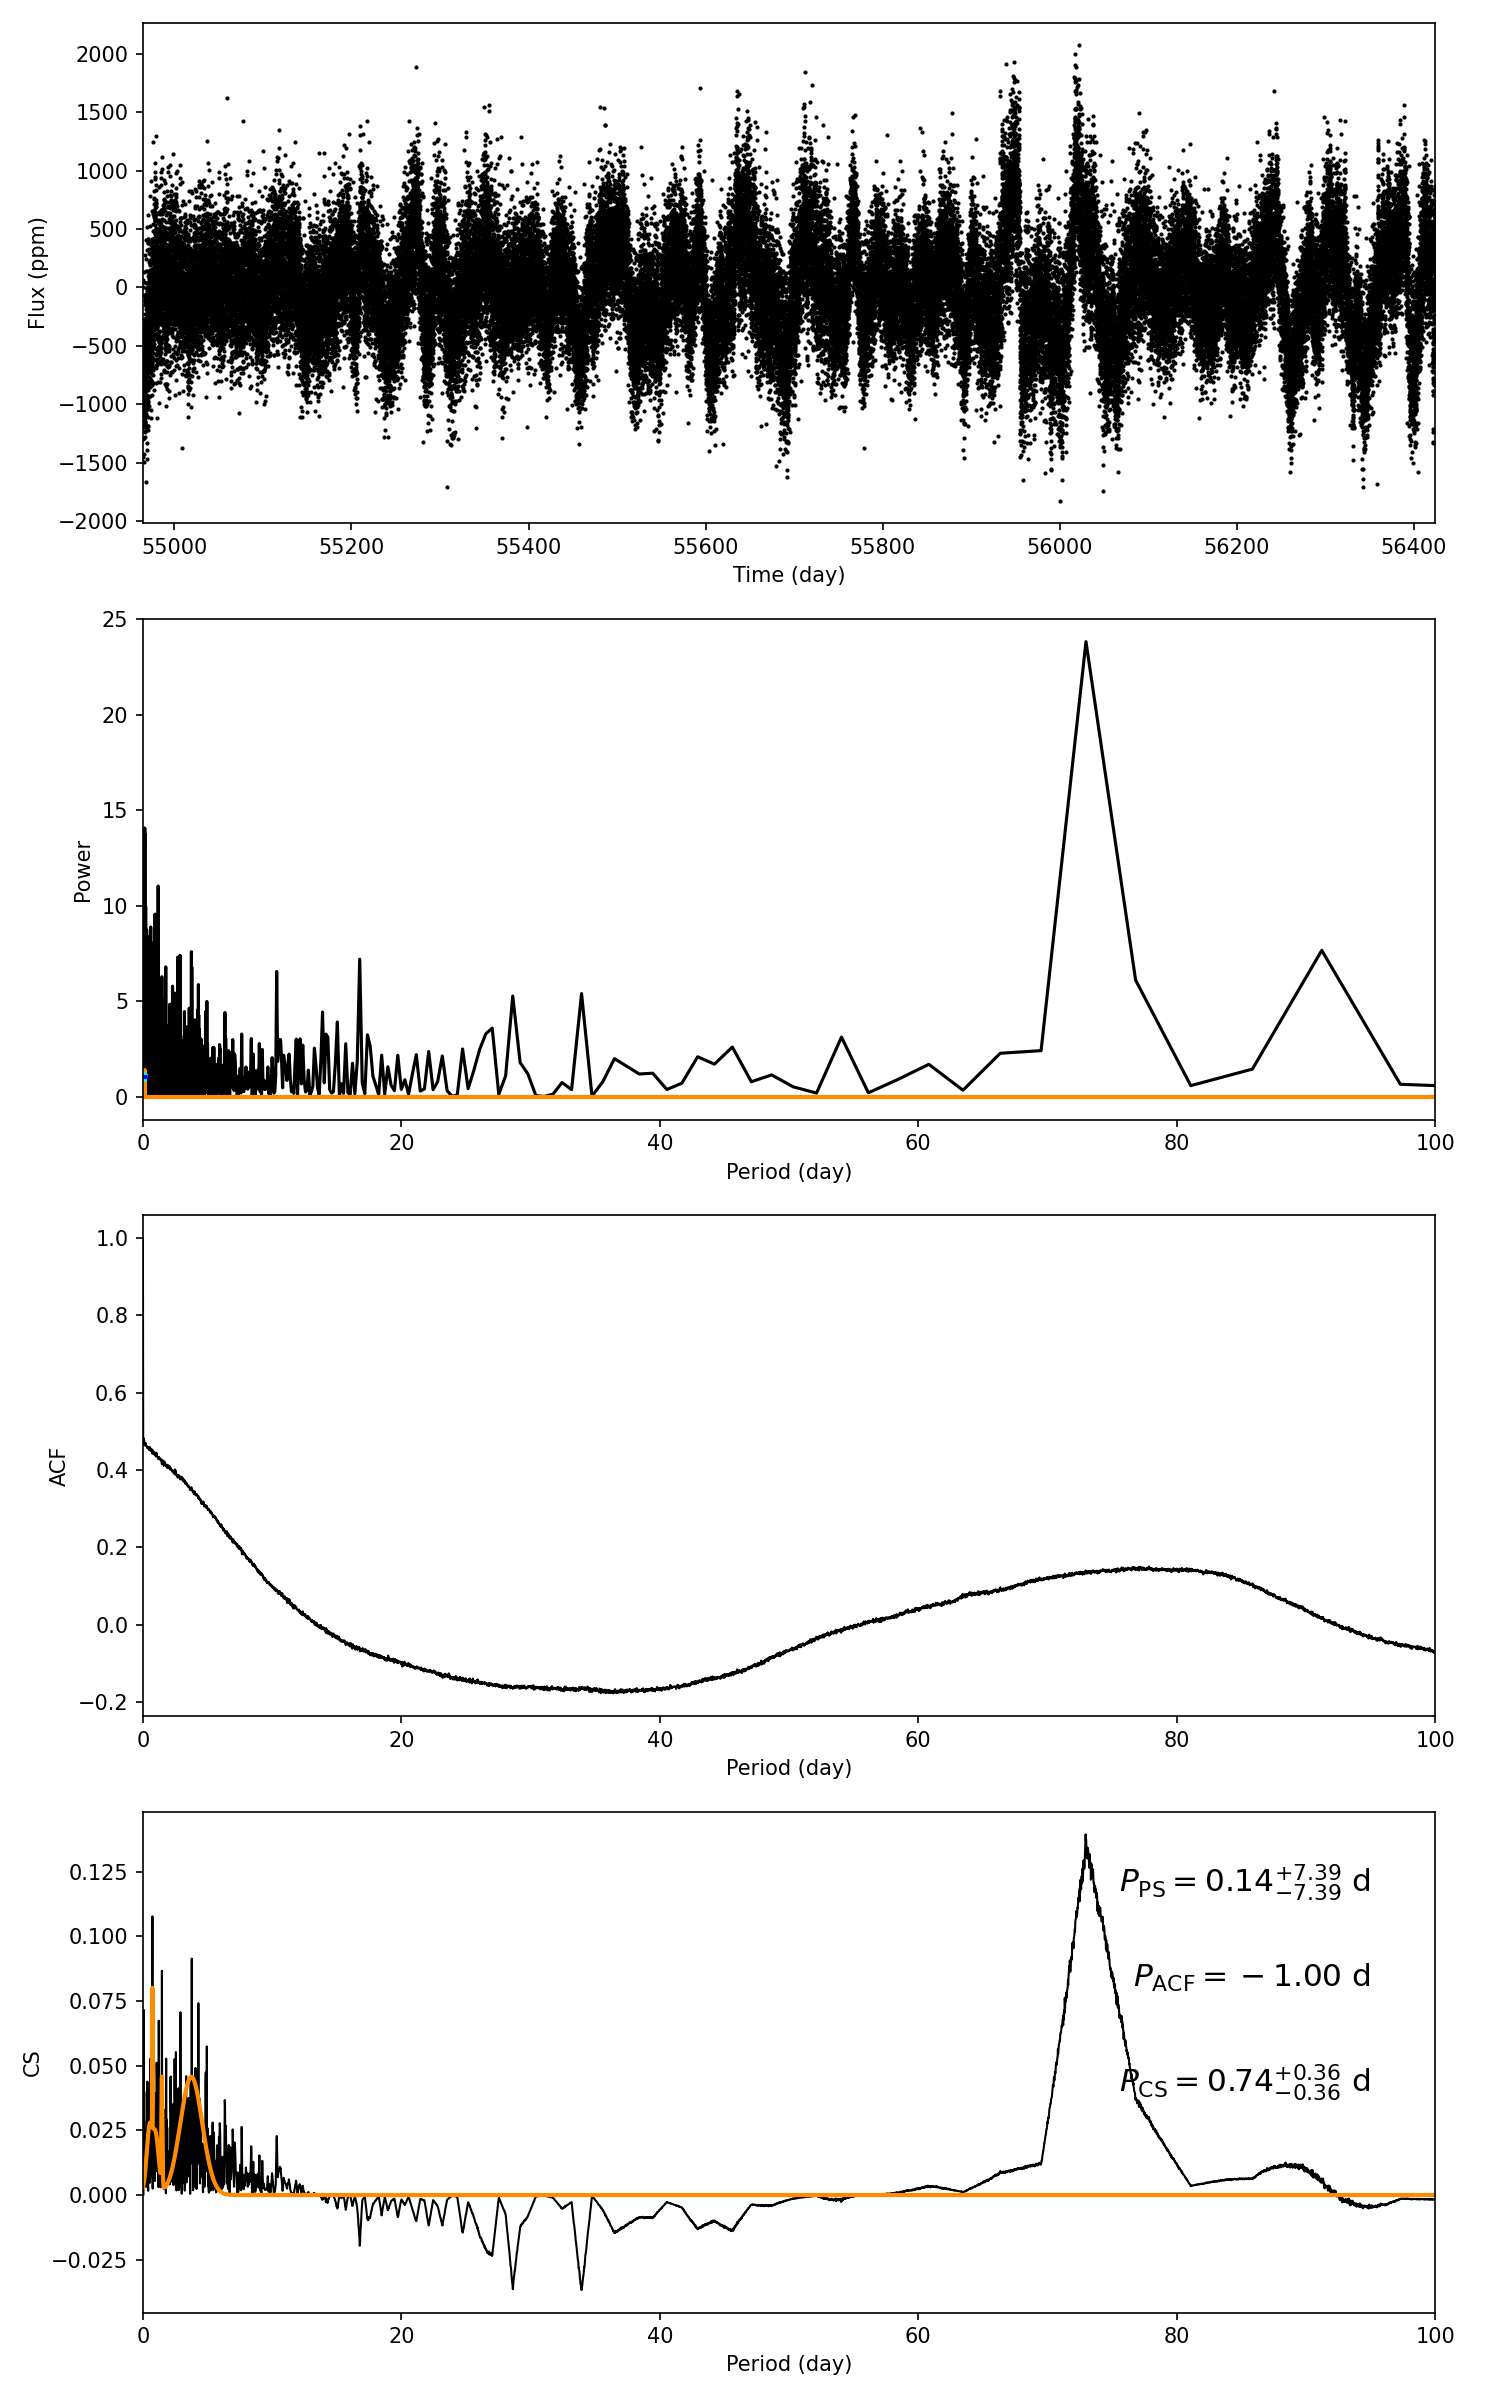 2000
1500
1000
500
0
−500
−1000
−1500
−2000
Flux (ppm)
55000 55200 55400 55600 55800 56000 56200 56400
Time (day)
25
20
15
10
5
0
Power
0 20 40 60 80 100
Period (day)
1.0
0.8
0.6
0.4
0.2
0.0
−0.2
ACF
0 20 40 60 80 100
Period (day)
0.125
0.100
0.075
0.050
0.025
0.000
−0.025
CS
P_PS = 0.14^{+7.39}_{−7.39} d
P_ACF = −1.00 d
P_CS = 0.74^{+0.36}_{−0.36} d
0 20 40 60 80 100
Period (day)